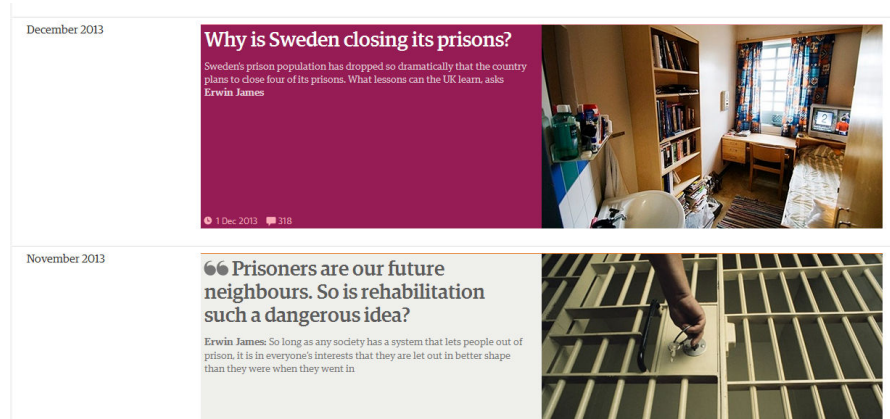 December 2013
Why is Sweden closing its prisons?
Sweden's prison population has dropped so dramatically that the country
plans to close four of its prisons. What lessons can the UK learn, asks
Erwin James
1 Dec 2013 318
November 2013
“ Prisoners are our future
neighbours. So is rehabilitation
such a dangerous idea?
Erwin James: So long as any society has a system that lets people out of
prison, it is in everyone's interests that they are let out in better shape
than they were when they went in